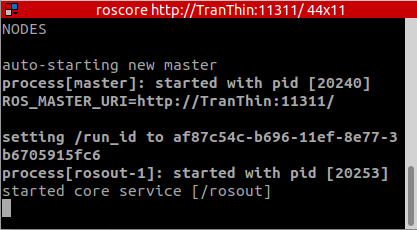 roscore http://TranThin:11311/ 44x11
NODES
auto-starting new master
process[master]: started with pid [20240]
ROS_MASTER_URI=http://TranThin:11311/
setting /run_id to af87c54c-b696-11ef-8e77-3
b6705915fc6
process[rosout-1]: started with pid [20253]
started core service [/rosout]